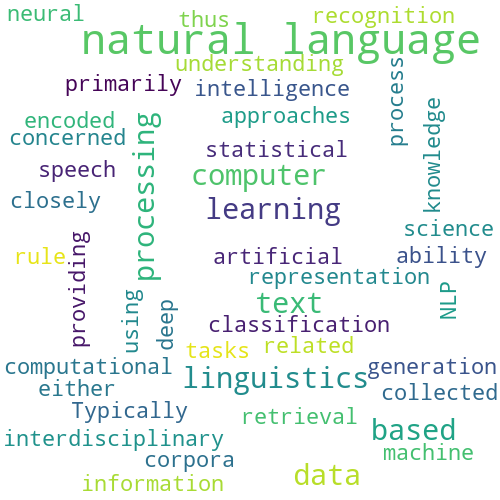 neural
thus
recognition
natural language
understanding
primarily
intelligence
process
encoded
approaches
concerned
processing
statistical
knowledge
speech
computer
closely
learning
science
rule
providing
artificial
ability
representation
using
deep
text
NLP
classification
tasks
related
computational
generation
either
linguistics
collected
Typically
retrieval
based
interdisciplinary
machine
corpora
data
information